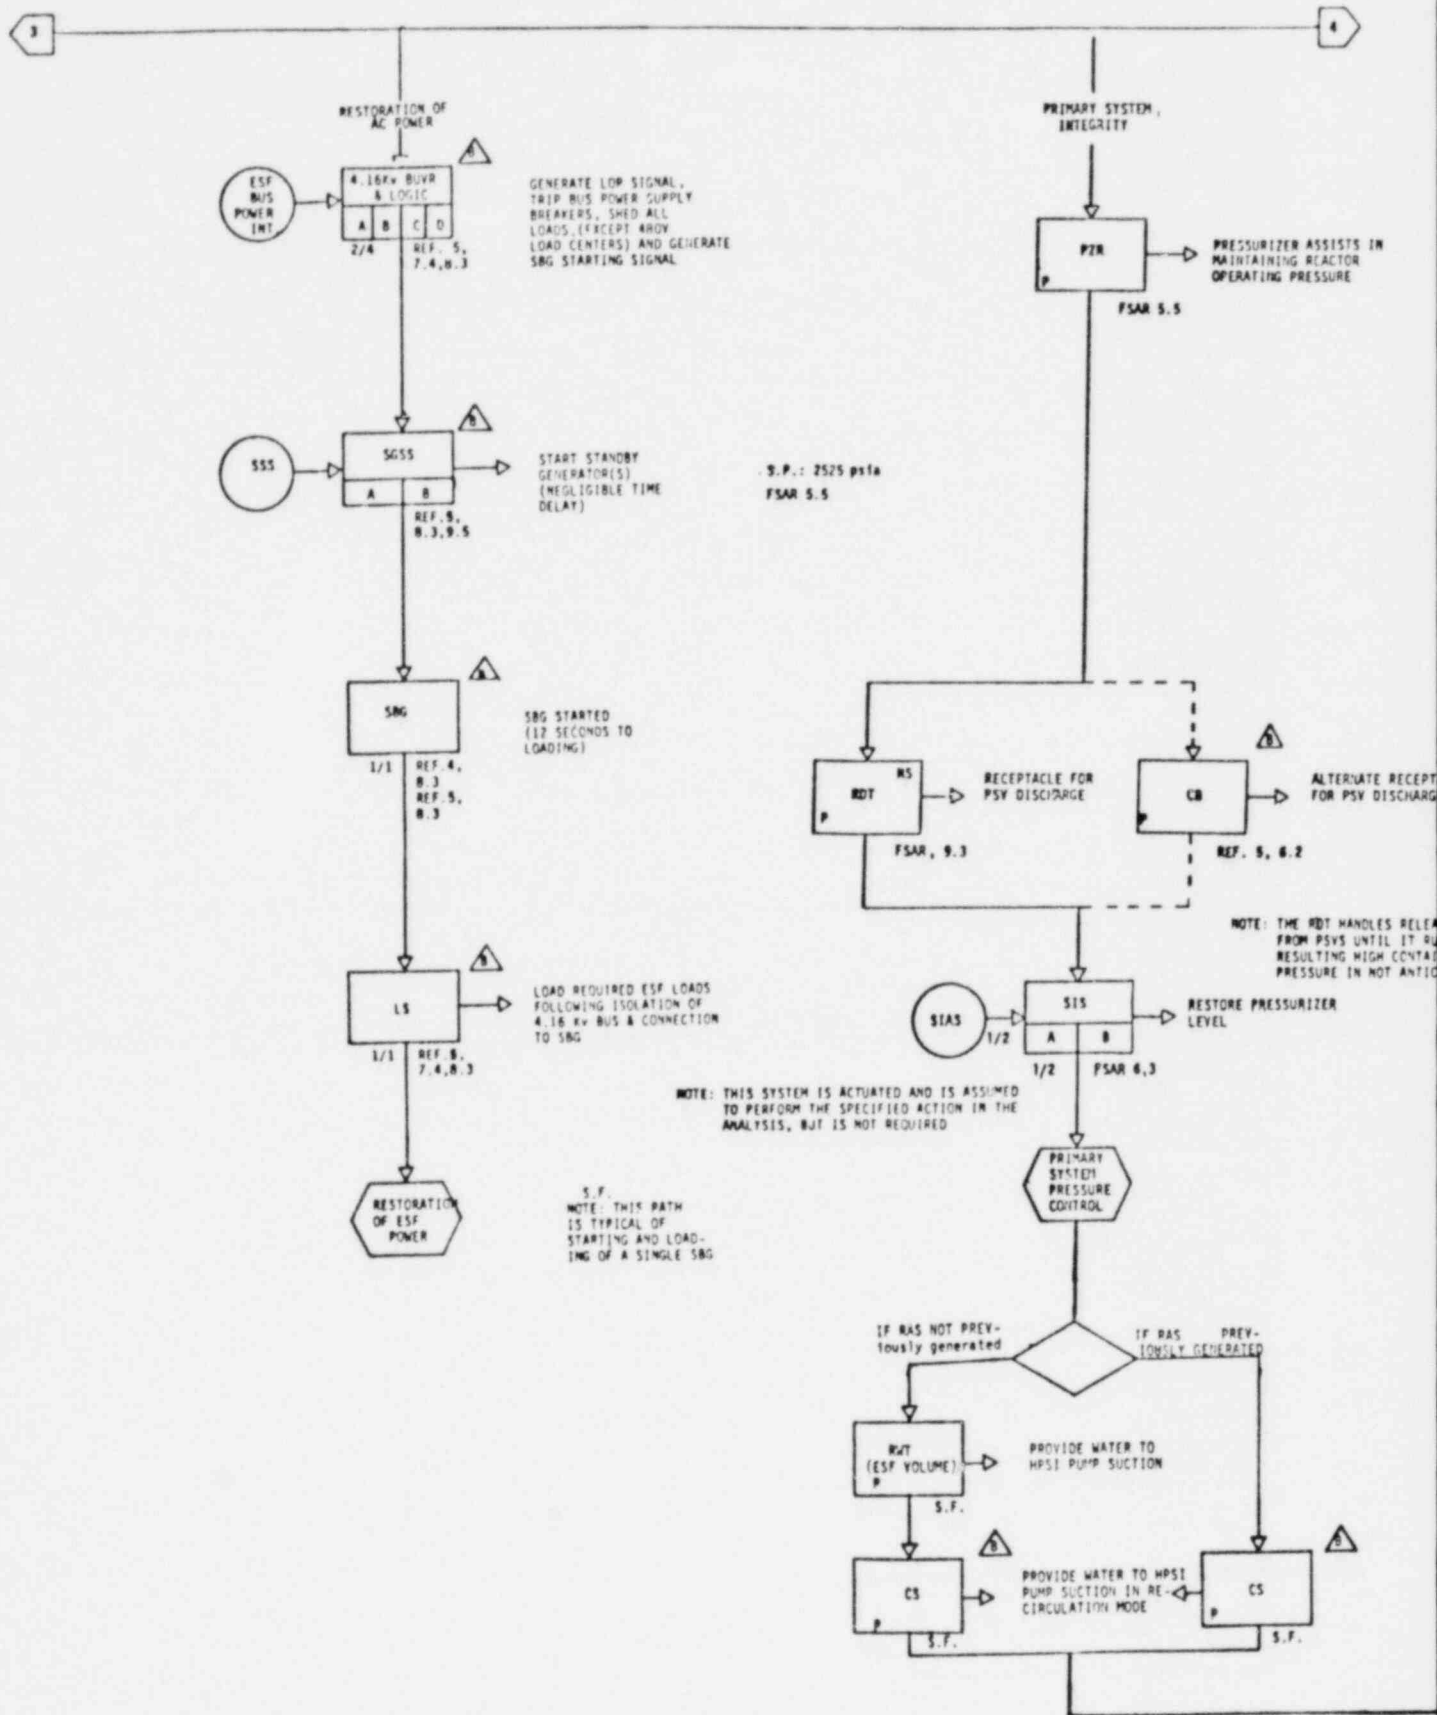 3
4
RESTORATION OF
AC POWER
ESF
BUS
POWER
INT
4.16Kv BUVR
& LOGIC
A B C D
2/4
REF. 5,
7.4,8.3
B
GENERATE LOP SIGNAL,
TRIP BUS POWER SUPPLY
BREAKERS, SHED ALL
LOADS,(EXCEPT 480V
LOAD CENTERS) AND GENERATE
SBG STARTING SIGNAL
SSS
SGSS
A B
REF.5,
8.3,9.5
B
START STANDBY
GENERATOR(S)
(NEGLIGIBLE TIME
DELAY)
S.P.: 2525 psia
FSAR 5.5
SBG
1/1
REF.4,
8.3
REF.5,
8.3
SBG STARTED
(12 SECONDS TO
LOADING)
LS
1/1
REF.5,
7.4,8.3
B
LOAD REQUIRED ESF LOADS
FOLLOWING ISOLATION OF
4.16 Kv BUS & CONNECTION
TO SBG
RESTORATION
OF ESF
POWER
S.F.
NOTE: THIS PATH
IS TYPICAL OF
STARTING AND LOAD-
ING OF A SINGLE SBG
PRIMARY SYSTEM,
INTEGRITY
PZR
P
FSAR 5.5
PRESSURIZER ASSISTS IN
MAINTAINING REACTOR
OPERATING PRESSURE
NS
RDT
P
FSAR, 9.3
RECEPTACLE FOR
PSV DISCHARGE
B
CB
P
REF. 5, 6.2
ALTERNATE RECEPT
FOR PSV DISCHARG
NOTE: THE RDT HANDLES RELEA
FROM PSVS UNTIL IT RU
RESULTING HIGH CONTAI
PRESSURE IN NOT ANTIC
SIAS
1/2
SIS
A B
1/2
FSAR 6,3
RESTORE PRESSURIZER
LEVEL
NOTE: THIS SYSTEM IS ACTUATED AND IS ASSUMED
TO PERFORM THE SPECIFIED ACTION IN THE
ANALYSIS, BUT IS NOT REQUIRED
PRIMARY
SYSTEM
PRESSURE
CONTROL
IF RAS NOT PREV-
iously generated
IF RAS PREV-
IOUSLY GENERATED
RWT
(ESF VOLUME)
P
S.F.
PROVIDE WATER TO
HPSI PUMP SUCTION
B
CS
P
S.F.
PROVIDE WATER TO HPSI
PUMP SUCTION IN RE-
CIRCULATION MODE
B
CS
P
S.F.